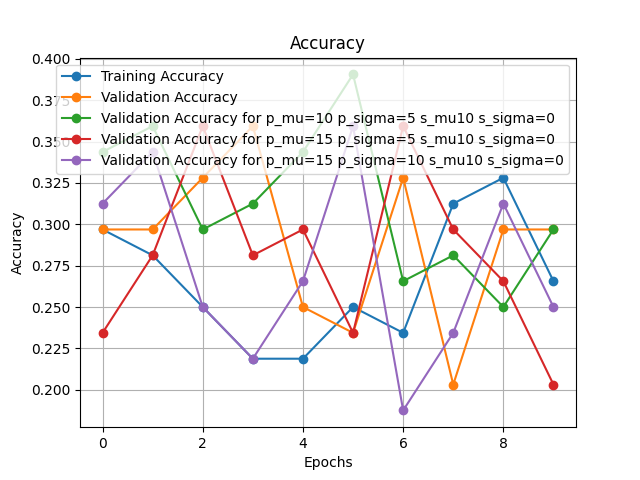 Accuracy
0.400
0.375
0.350
0.325
0.300
0.275
0.250
0.225
0.200
Accuracy
Training Accuracy
Validation Accuracy
Validation Accuracy for p_mu=10 p_sigma=5 s_mu10 s_sigma=0
Validation Accuracy for p_mu=15 p_sigma=5 s_mu10 s_sigma=0
Validation Accuracy for p_mu=15 p_sigma=10 s_mu10 s_sigma=0
0 2 4 6 8
Epochs